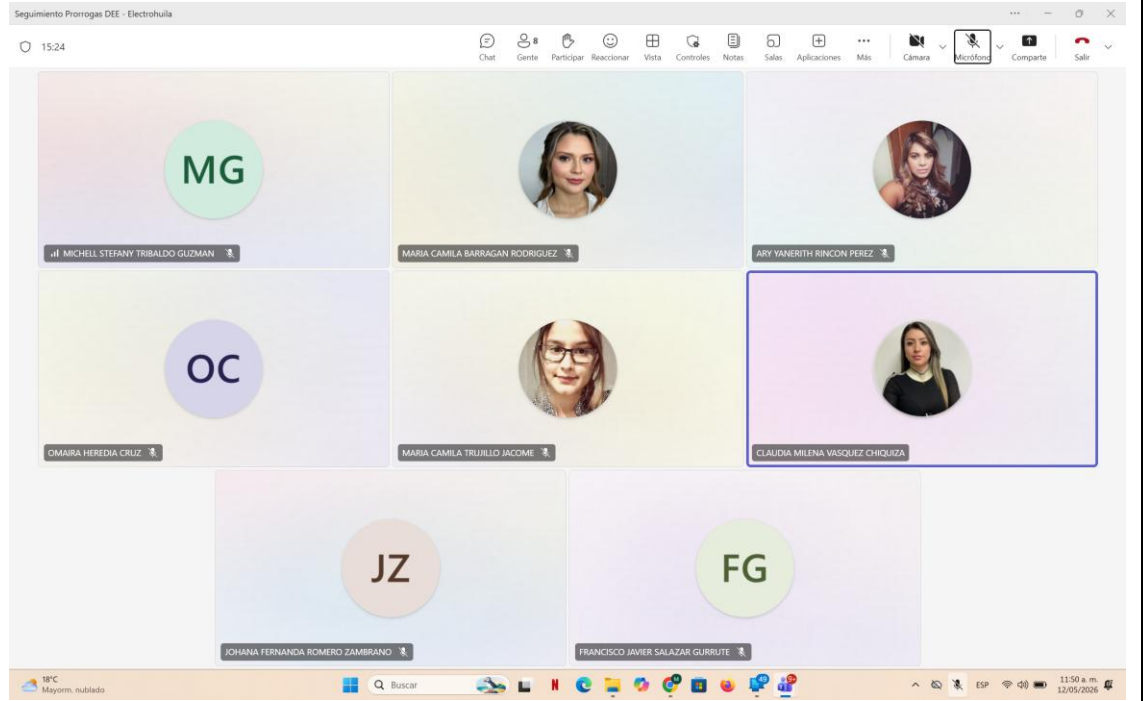 Seguimiento Prorrogas DEE - Electrohuila
15:24
8
Chat Gente Participar Reaccionar Vista Controles Notas Salas Aplicaciones Más Cámara Micrófono Comparte Salir
MG
MICHELL STEFANY TRIBALDO GUZMAN
MARIA CAMILA BARRAGAN RODRIGUEZ
ARY YANERITH RINCON PEREZ
OC
OMAIRA HEREDIA CRUZ
MARIA CAMILA TRUJILLO JACOME
CLAUDIA MILENA VASQUEZ CHIQUIZA
JZ
JOHANA FERNANDA ROMERO ZAMBRANO
FG
FRANCISCO JAVIER SALAZAR GURRUTE
18°C
Mayorm. nublado
Buscar
ESP
11:50 a. m.
12/05/2026